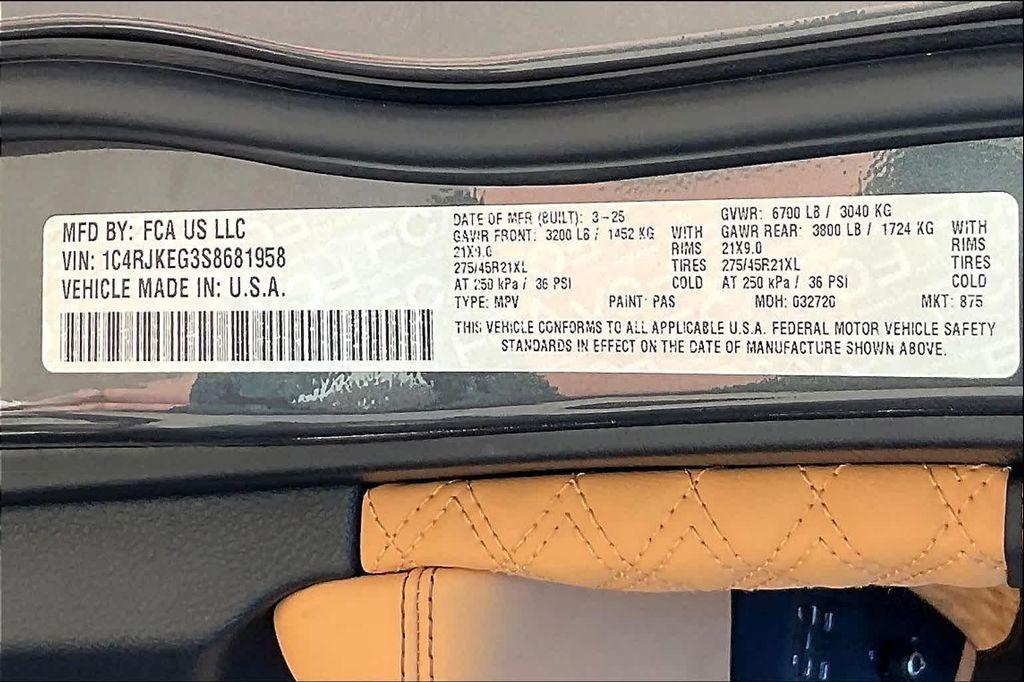 MFD BY: FCA US LLC
VIN: 1C4RJKEG3S8681958
VEHICLE MADE IN: U.S.A.
DATE OF MFR (BUILT): 3-25
GAWR FRONT: 3200 LB / 1452 KG WITH
21X9.0 RIMS
275/45R21XL TIRES
AT 250 kPa / 36 PSI COLD
GVWR: 6700 LB / 3040 KG
GAWR REAR: 3800 LB / 1724 KG WITH
21X9.0 RIMS
275/45R21XL TIRES
AT 250 kPa / 36 PSI COLD
TYPE: MPV PAINT: PAS MDH: 032720 MKT: 875
THIS VEHICLE CONFORMS TO ALL APPLICABLE U.S.A. FEDERAL MOTOR VEHICLE SAFETY
STANDARDS IN EFFECT ON THE DATE OF MANUFACTURE SHOWN ABOVE.